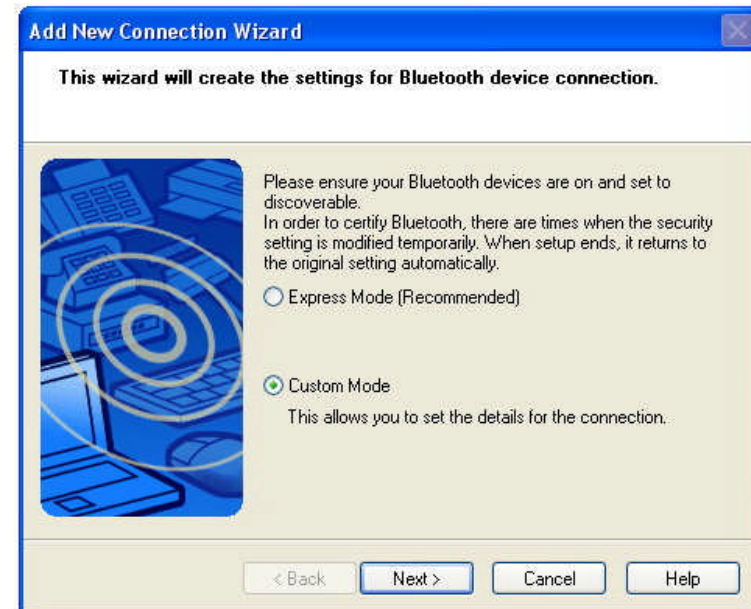 Add New Connection Wizard
This wizard will create the settings for Bluetooth device connection.
Please ensure your Bluetooth devices are on and set to
discoverable.
In order to certify Bluetooth, there are times when the security
setting is modified temporarily. When setup ends, it returns to
the original setting automatically.
Express Mode (Recommended)
Custom Mode
This allows you to set the details for the connection.
< Back Next > Cancel Help